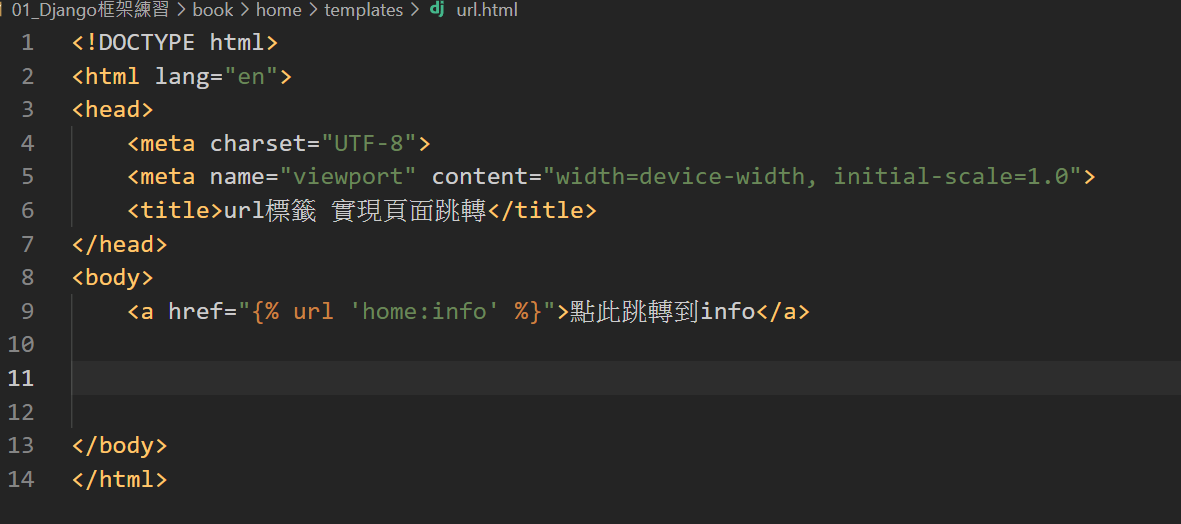 01_Django框架練習 > book > home > templates > url.html
1 <!DOCTYPE html>
2 <html lang="en">
3 <head>
4     <meta charset="UTF-8">
5     <meta name="viewport" content="width=device-width, initial-scale=1.0">
6     <title>url標籤 實現頁面跳轉</title>
7 </head>
8 <body>
9     <a href="{% url 'home:info' %}">點此跳轉到info</a>
10
11
12
13 </body>
14 </html>